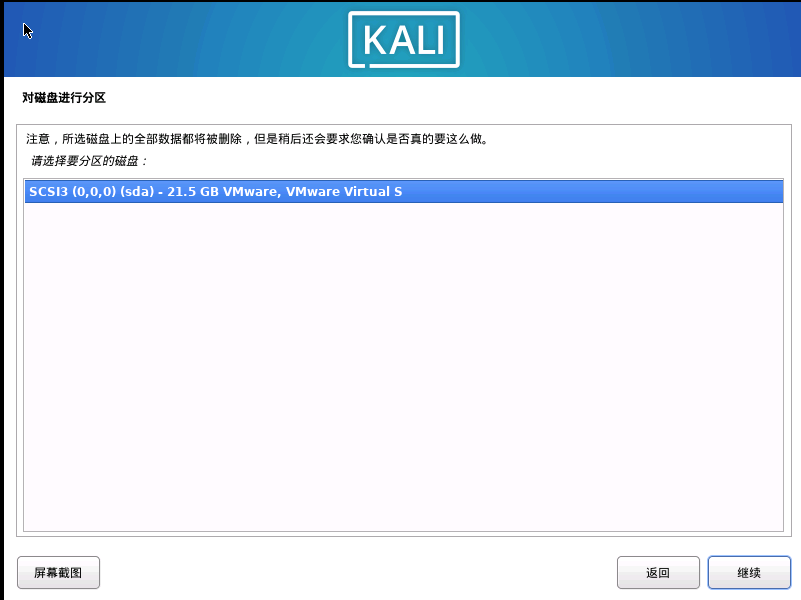 KALI
对磁盘进行分区
注意，所选磁盘上的全部数据都将被删除，但是稍后还会要求您确认是否真的要这么做。
请选择要分区的磁盘：
SCSI3 (0,0,0) (sda) - 21.5 GB VMware, VMware Virtual S
屏幕截图
返回
继续